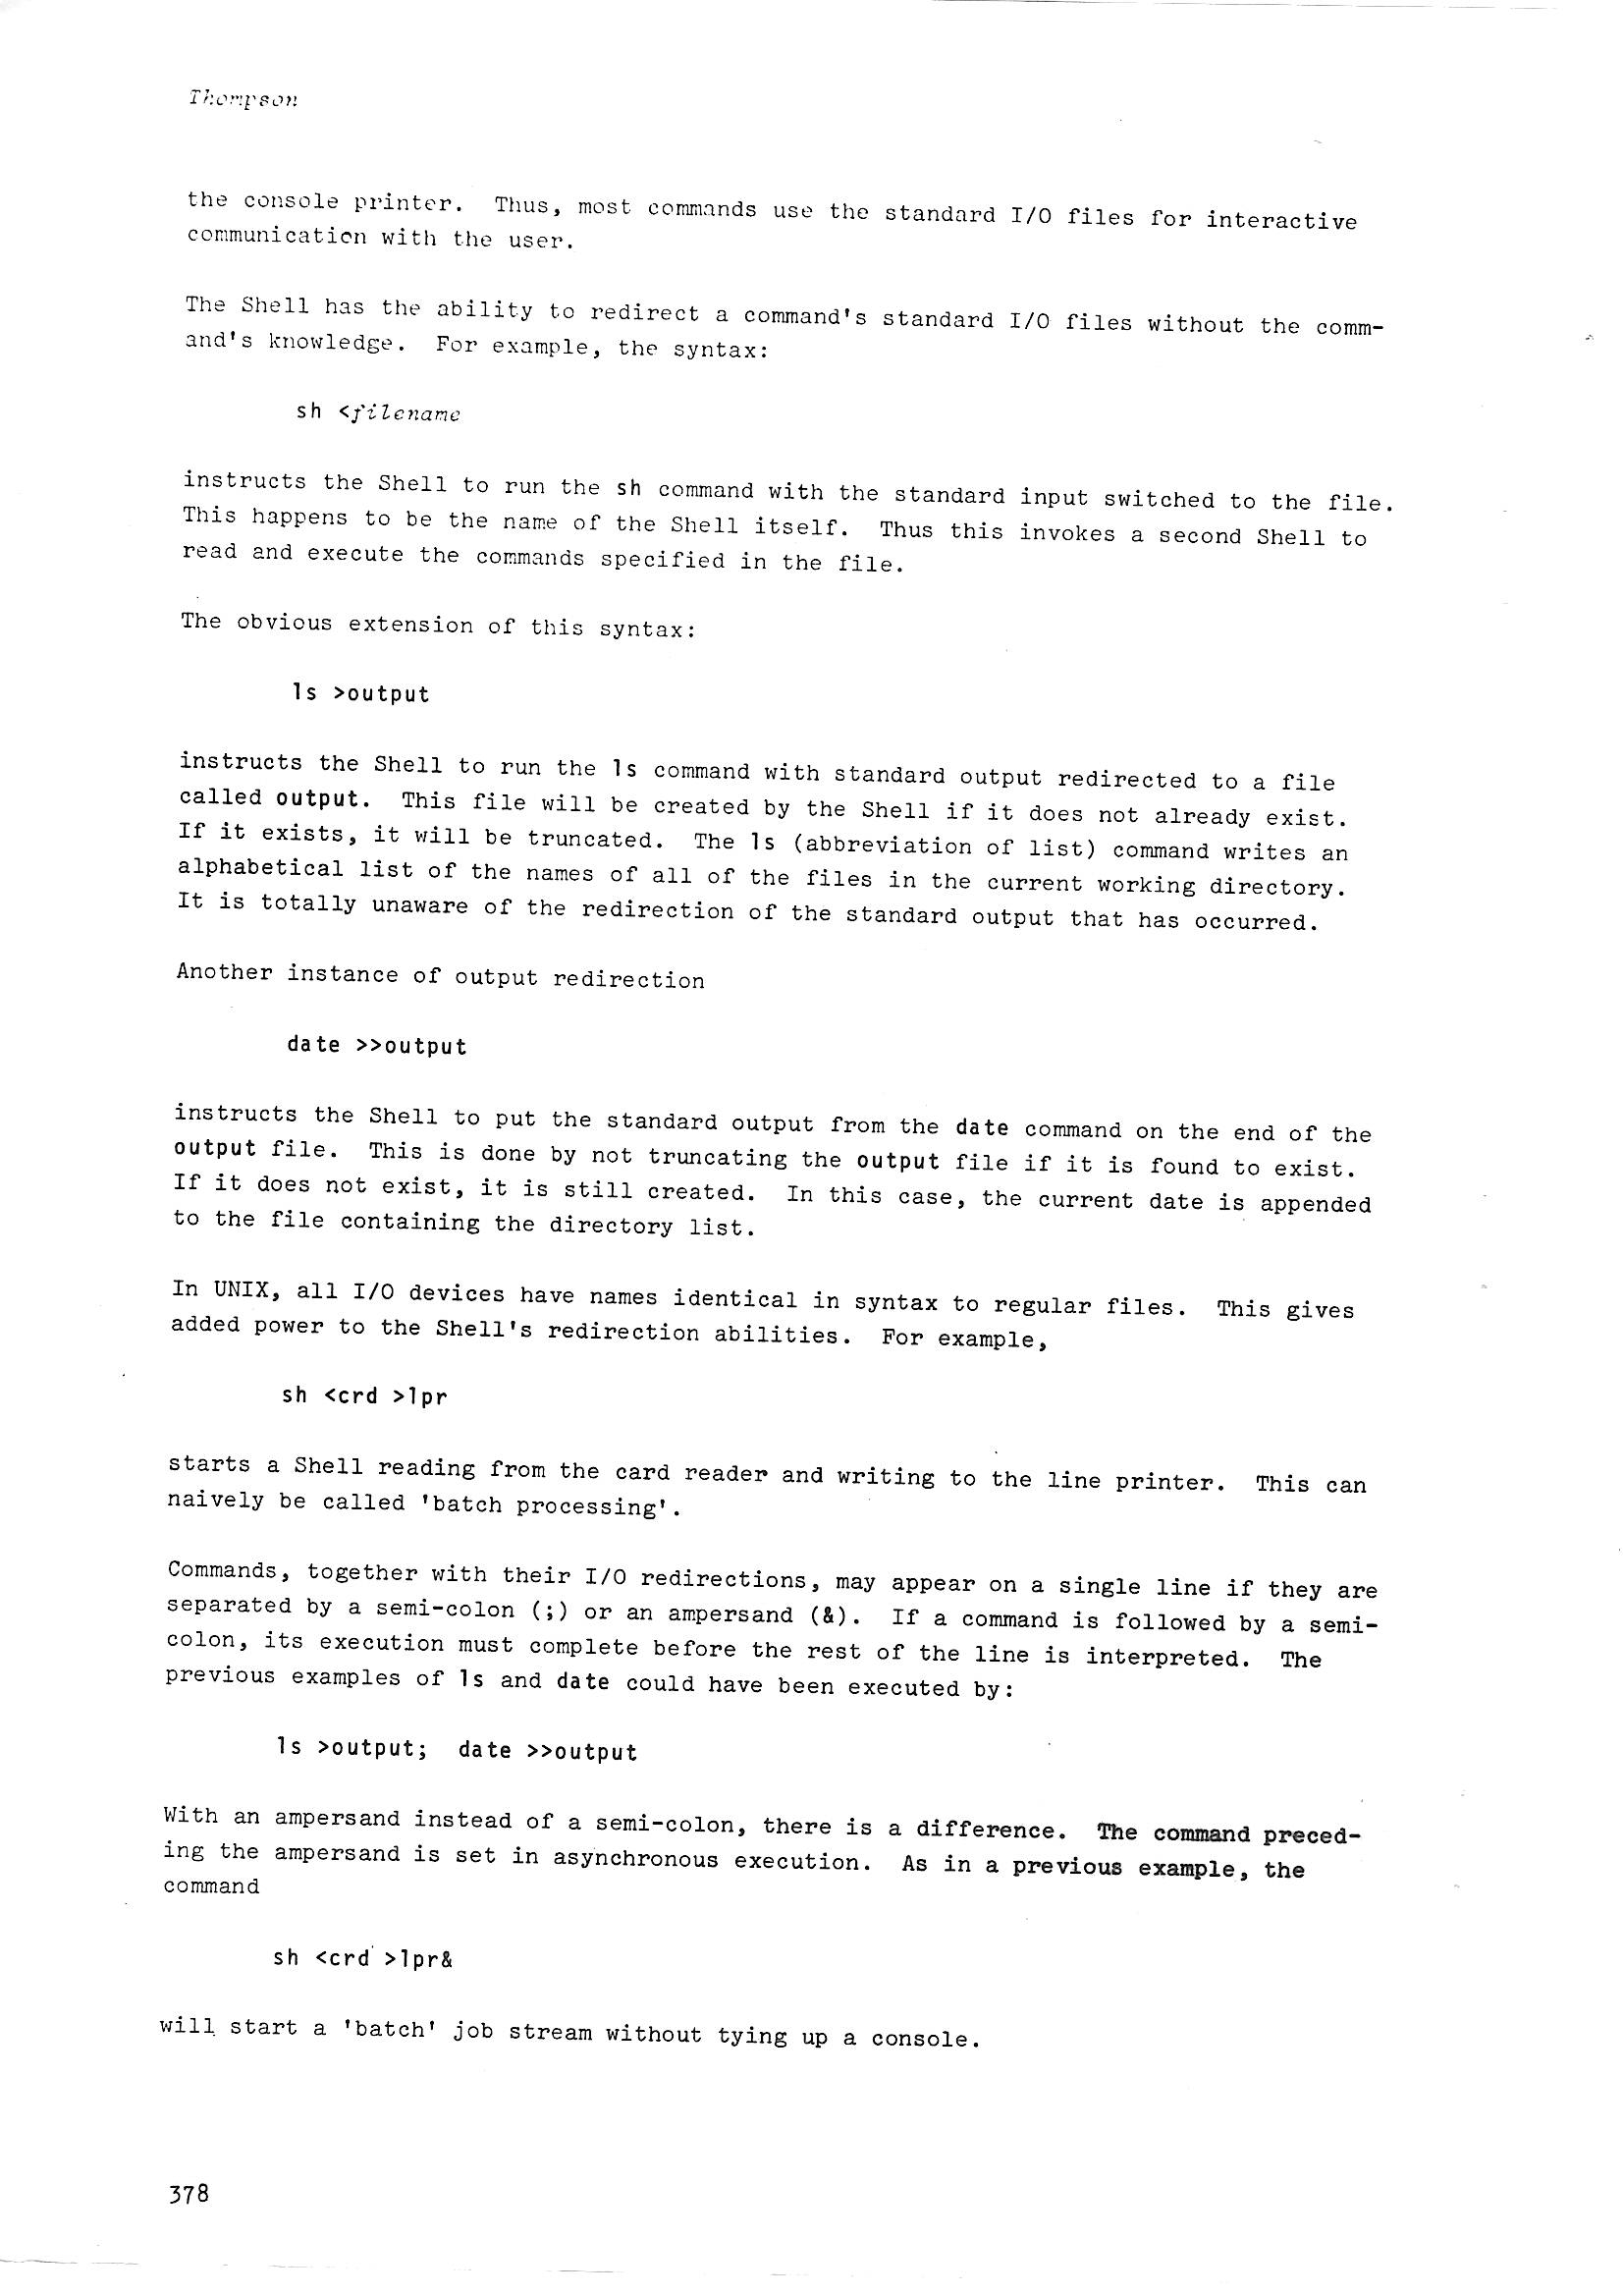 Thompson
the console printer. Thus, most commands use the standard I/O files for interactive
communication with the user.
The Shell has the ability to redirect a command's standard I/O files without the comm-
and's knowledge. For example, the syntax:
sh <filename
instructs the Shell to run the sh command with the standard input switched to the file.
This happens to be the name of the Shell itself. Thus this invokes a second Shell to
read and execute the commands specified in the file.
The obvious extension of this syntax:
ls >output
instructs the Shell to run the ls command with standard output redirected to a file
called output. This file will be created by the Shell if it does not already exist.
If it exists, it will be truncated. The ls (abbreviation of list) command writes an
alphabetical list of the names of all of the files in the current working directory.
It is totally unaware of the redirection of the standard output that has occurred.
Another instance of output redirection
date >>output
instructs the Shell to put the standard output from the date command on the end of the
output file. This is done by not truncating the output file if it is found to exist.
If it does not exist, it is still created. In this case, the current date is appended
to the file containing the directory list.
In UNIX, all I/O devices have names identical in syntax to regular files. This gives
added power to the Shell's redirection abilities. For example,
sh <crd >lpr
starts a Shell reading from the card reader and writing to the line printer. This can
naively be called 'batch processing'.
Commands, together with their I/O redirections, may appear on a single line if they are
separated by a semi-colon (;) or an ampersand (&). If a command is followed by a semi-
colon, its execution must complete before the rest of the line is interpreted. The
previous examples of ls and date could have been executed by:
ls >output; date >>output
With an ampersand instead of a semi-colon, there is a difference. The command preced-
ing the ampersand is set in asynchronous execution. As in a previous example, the
command
sh <crd >lpr&
will start a 'batch' job stream without tying up a console.
378